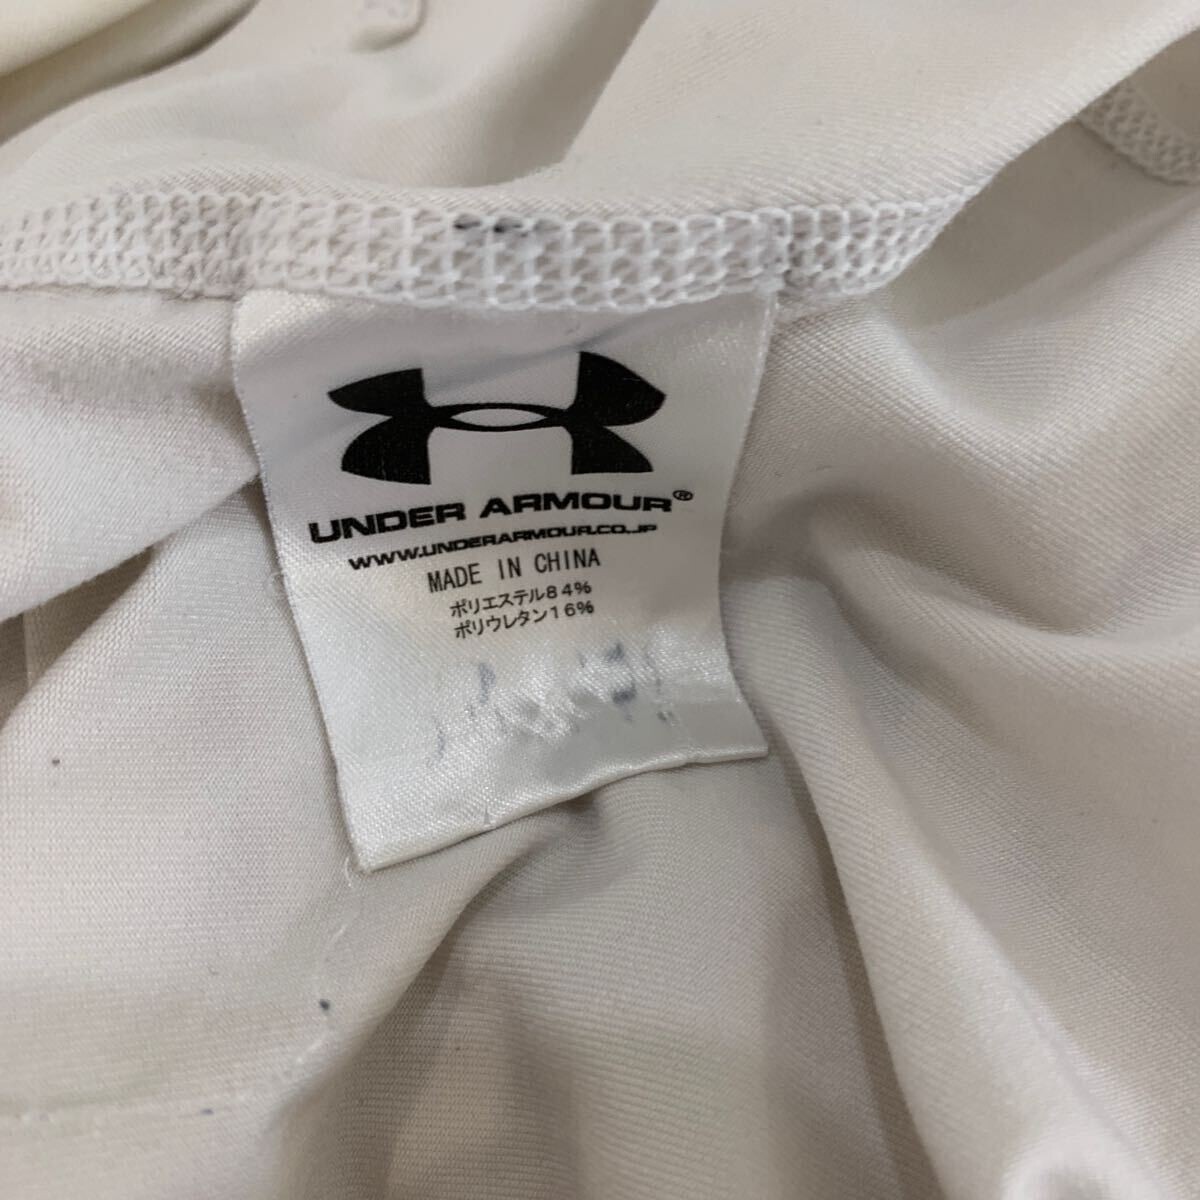 UNDER ARMOUR®
WWW.UNDERARMOUR.CO.JP
MADE IN CHINA
ポリエステル84%
ポリウレタン16%